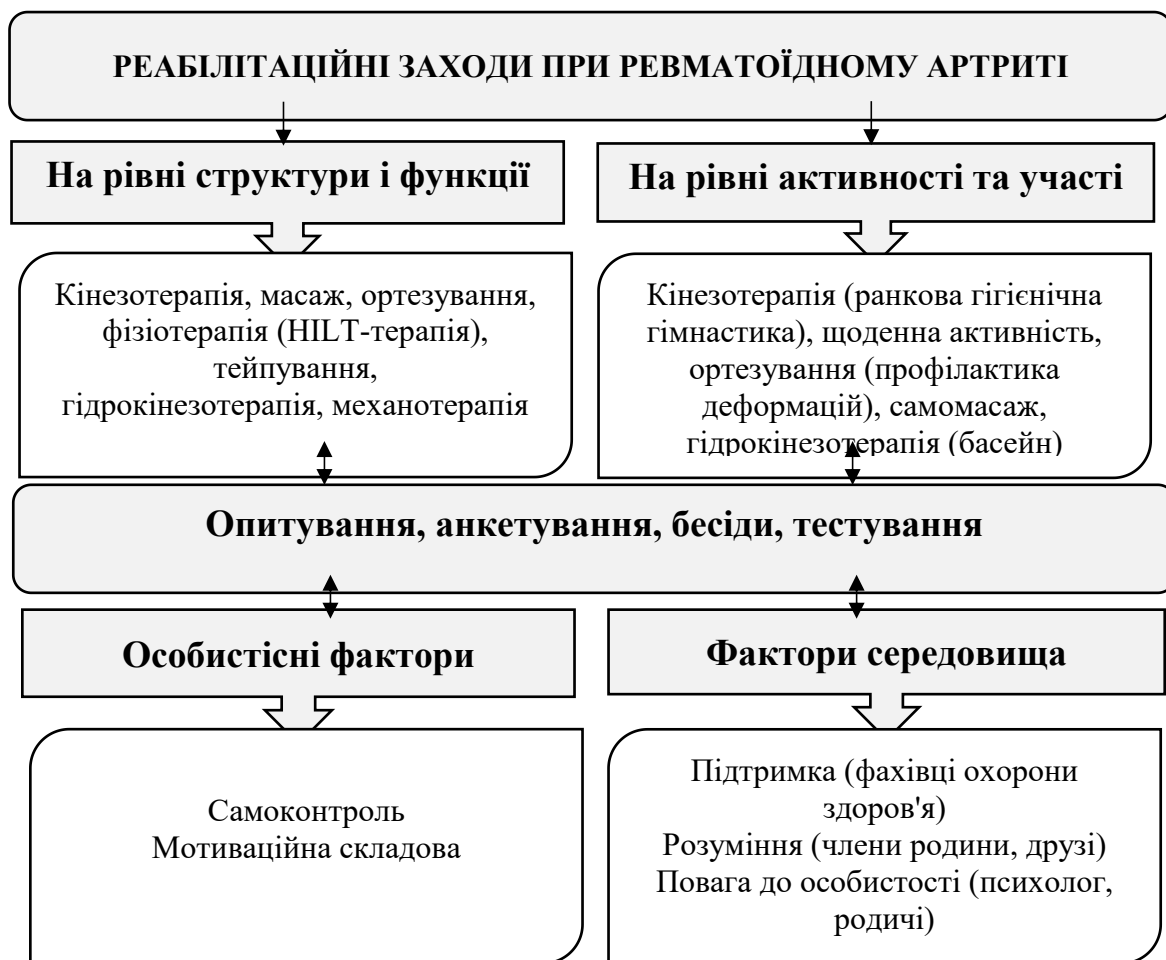 РЕАБІЛІТАЦІЙНІ ЗАХОДИ ПРИ РЕВМАТОЇДНОМУ АРТРИТІ
На рівні структури і функції
На рівні активності та участі
Кінезотерапія, масаж, ортезування,
фізіотерапія (HILT-терапія),
тейпування,
гідрокінезотерапія, механотерапія
Кінезотерапія (ранкова гігієнічна
гімнастика), щоденна активність,
ортезування (профілактика
деформацій), самомасаж,
гідрокінезотерапія (басейн)
Опитування, анкетування, бесіди, тестування
Особистісні фактори
Фактори середовища
Самоконтроль
Мотиваційна складова
Підтримка (фахівці охорони
здоров'я)
Розуміння (члени родини, друзі)
Повага до особистості (психолог,
родичі)